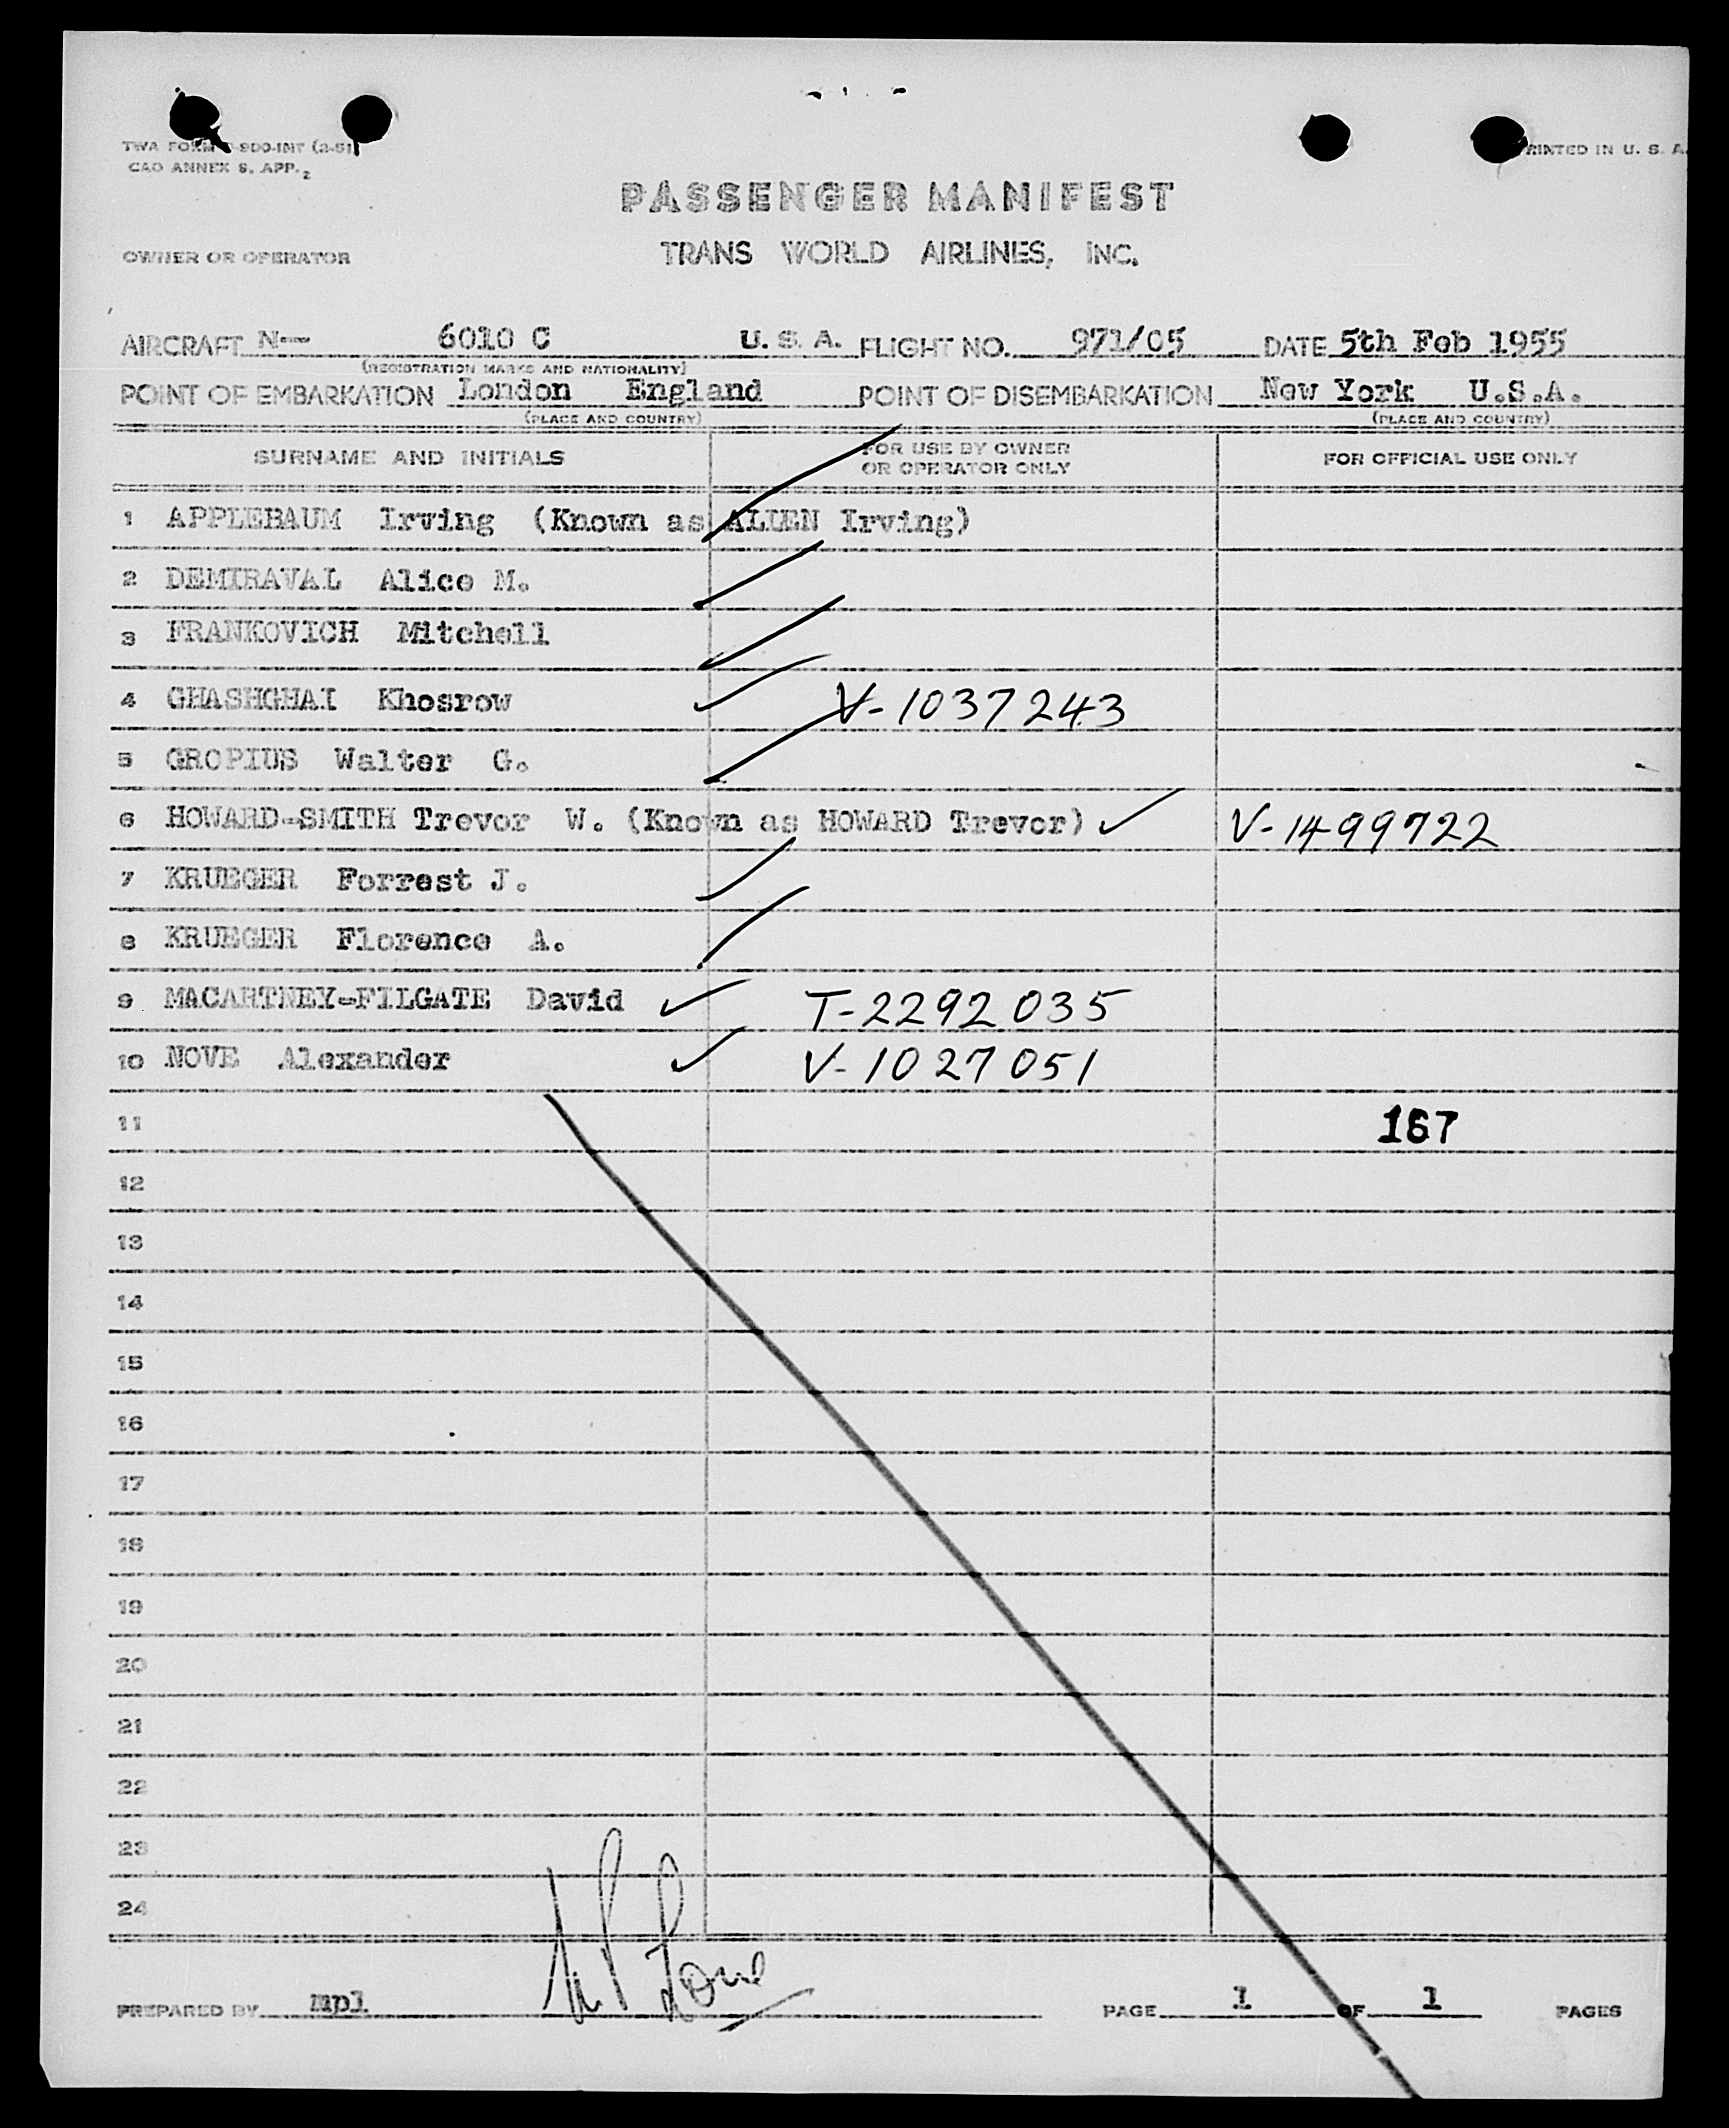 TWA FORM -900-INT (2-51
CAO ANNEX 9. APP. 2
PRINTED IN U. S. A.
PASSENGER MANIFEST
OWNER OR OPERATOR TRANS WORLD AIRLINES, INC.
AIRCRAFT N-- 6010 C U. S. A. FLIGHT NO. 971/05 DATE 5th Feb 1955
(REGISTRATION MARKS AND NATIONALITY)
POINT OF EMBARKATION London England POINT OF DISEMBARKATION New York U.S.A.
(PLACE AND COUNTRY) (PLACE AND COUNTRY)
SURNAME AND INITIALS FOR USE BY OWNER OR OPERATOR ONLY FOR OFFICIAL USE ONLY
1 APPLEBAUM Irving (Known as ALLEN Irving)
2 DEMIRAVAL Alice M.
3 FRANKOVICH Mitchell
4 GHASHGHAI Khosrow V-1037243
5 GROPIUS Walter G.
6 HOWARD-SMITH Trevor W. (Known as HOWARD Trevor) V-1499722
7 KRUEGER Forrest J.
8 KRUEGER Florence A.
9 MACARTNEY-FILGATE David T-2292035
10 NOVE Alexander V-1027051
11 167
12
13
14
15
16
17
18
19
20
21
22
23
24
PREPARED BY mpl PAGE 1 OF 1 PAGES